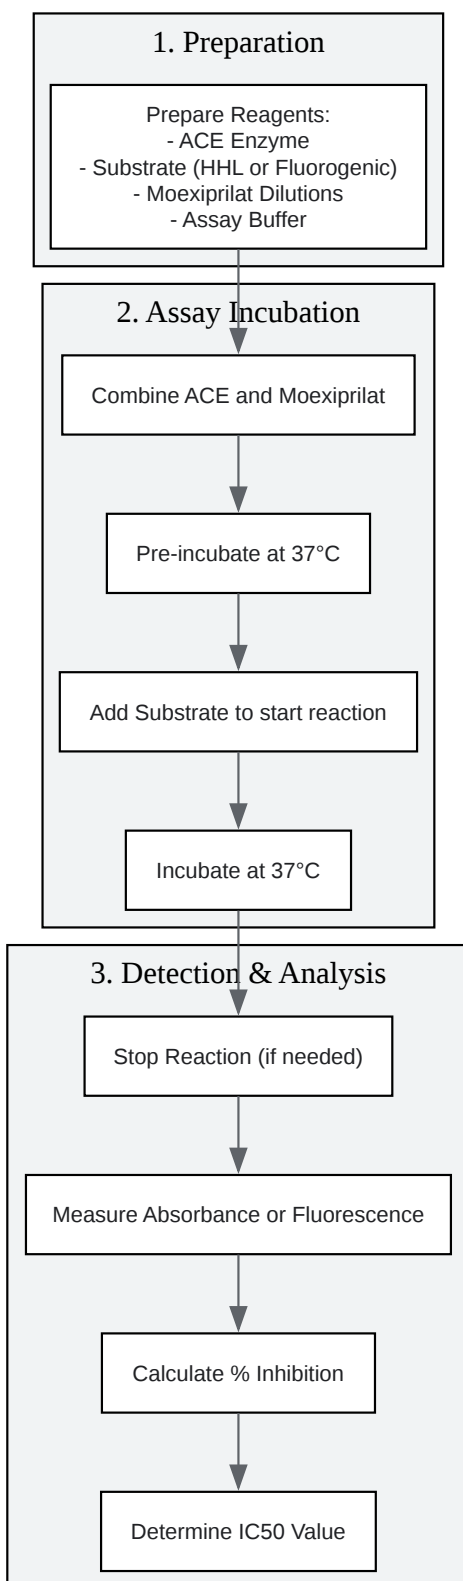 1. Preparation
Prepare Reagents:
- ACE Enzyme
- Substrate (HHL or Fluorogenic)
- Moexiprilat Dilutions
- Assay Buffer
2. Assay Incubation
Combine ACE and Moexiprilat
Pre-incubate at 37°C
Add Substrate to start reaction
Incubate at 37°C
3. Detection & Analysis
Stop Reaction (if needed)
Measure Absorbance or Fluorescence
Calculate % Inhibition
Determine IC50 Value